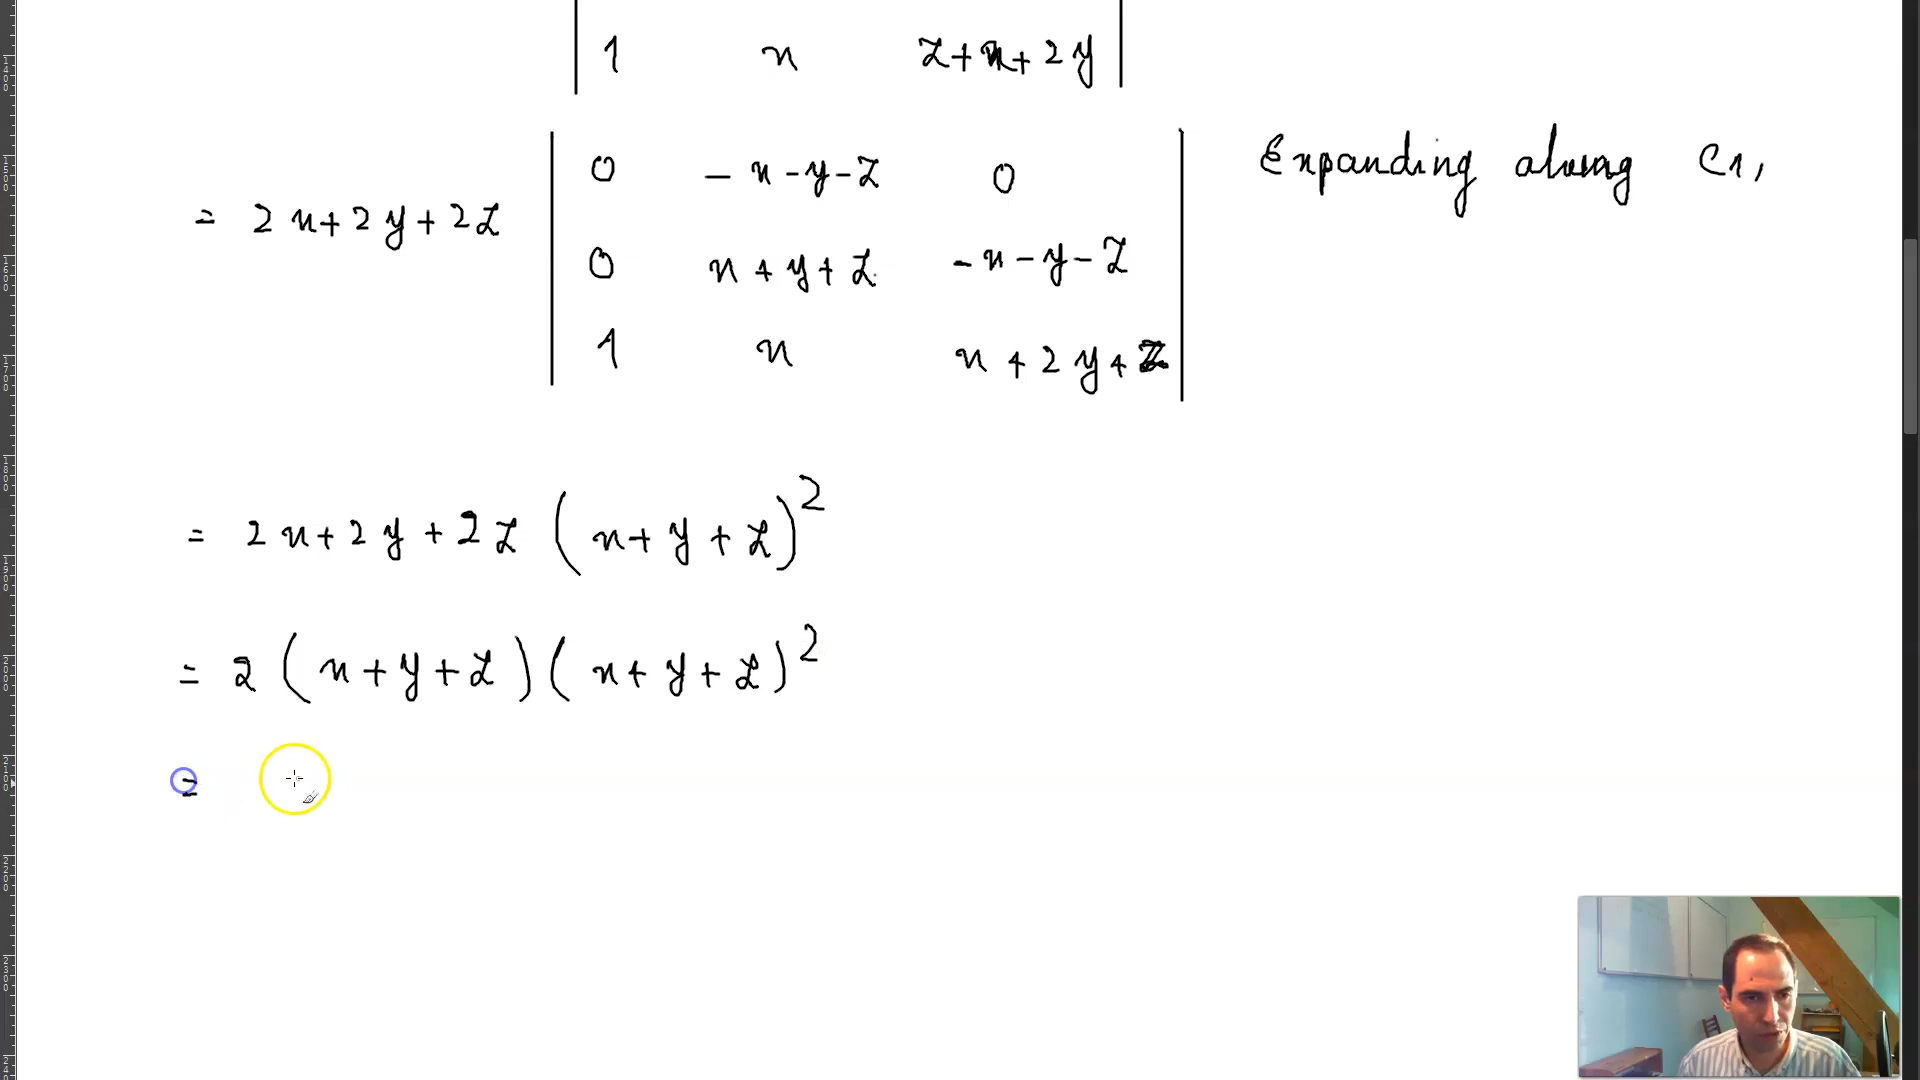 | 1 x z+x+2y |
= 2x+2y+2z | 0 -x-y-z 0 | Expanding along C1,
| 0 x+y+z -x-y-z |
| 1 x x+2y+z |
= 2x+2y+2z (x+y+z)²
= 2(x+y+z)(x+y+z)²
=